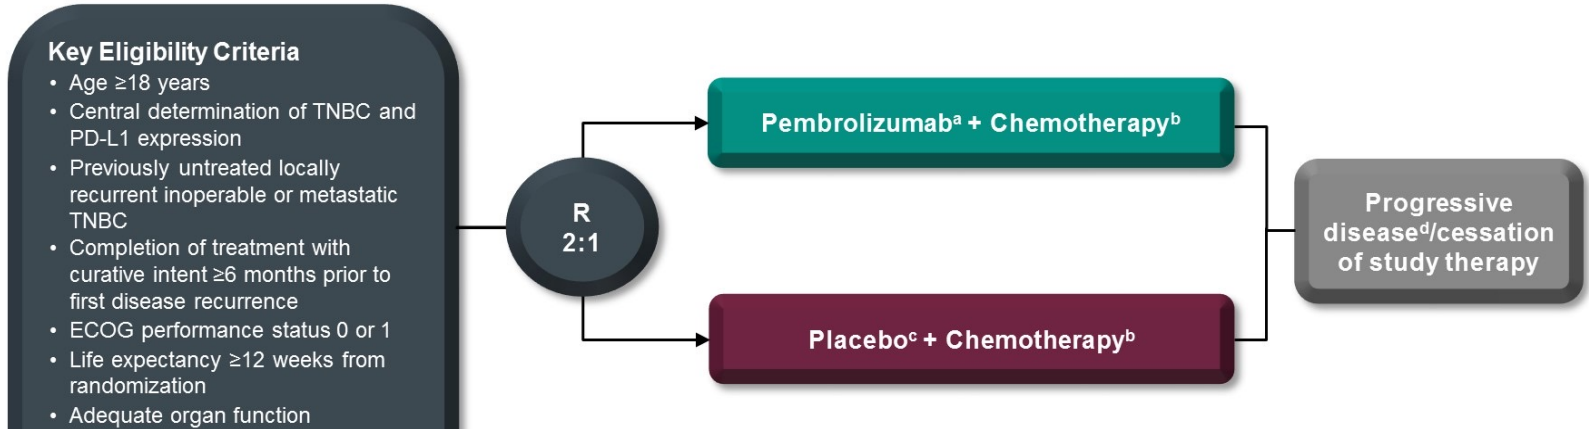 Key Eligibility Criteria
• Age ≥18 years
• Central determination of TNBC and
PD-L1 expression
• Previously untreated locally
recurrent inoperable or metastatic
TNBC
• Completion of treatment with
curative intent ≥6 months prior to
first disease recurrence
• ECOG performance status 0 or 1
• Life expectancy ≥12 weeks from
randomization
• Adequate organ function
R
2:1
Pembrolizumabᵃ + Chemotherapyᵇ
Placeboᶜ + Chemotherapyᵇ
Progressive
diseaseᵈ/cessation
of study therapy